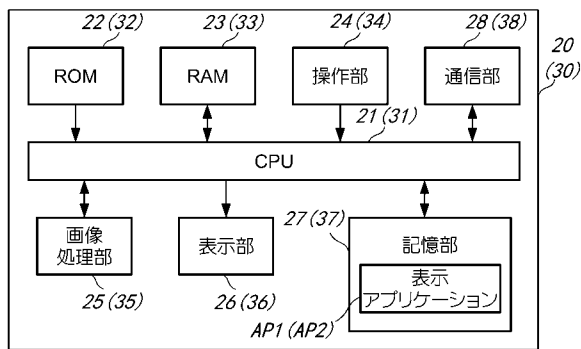 22 (32)
23 (33)
24 (34)
28 (38)
20
(30)
ROM
RAM
操作部
通信部
21 (31)
CPU
画像
処理部
表示部
27 (37)
記憶部
表示
アプリケーション
25 (35)
26 (36)
AP1 (AP2)